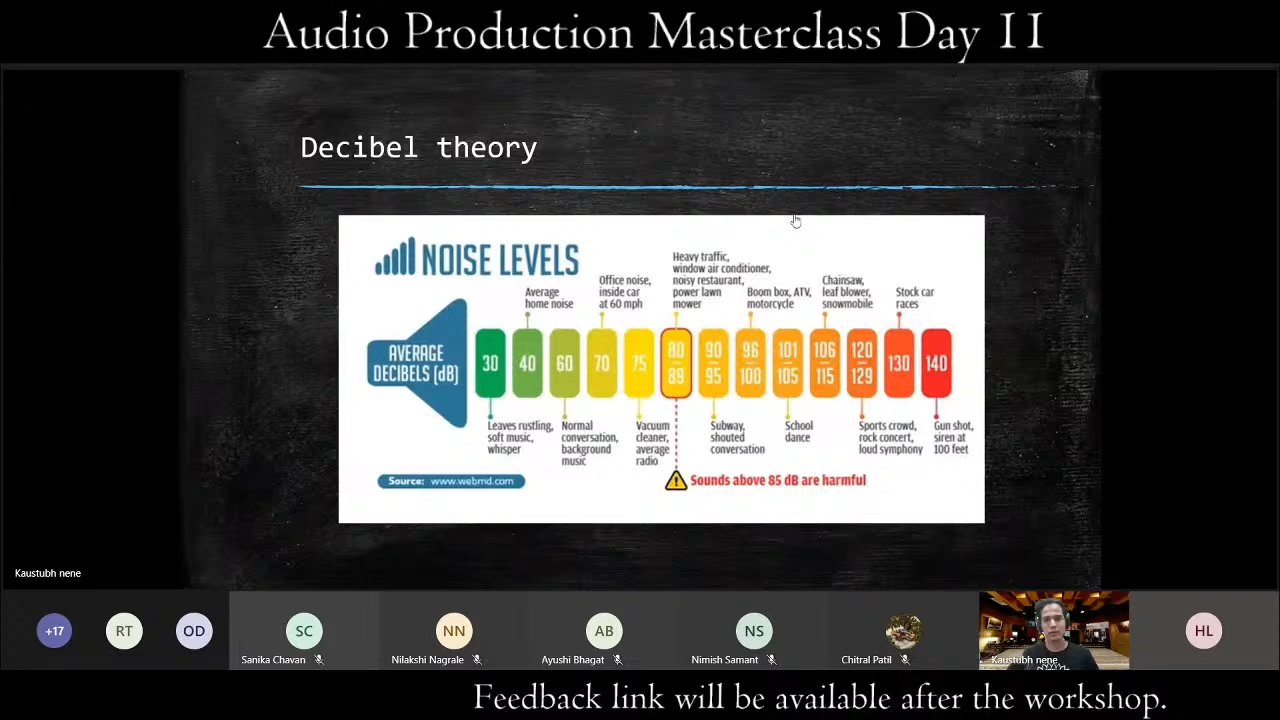 Audio Production Masterclass Day 11
Decibel theory
NOISE LEVELS
Average
home noise
Office noise,
inside car
at 60 mph
Heavy traffic,
window air conditioner,
noisy restaurant,
power lawn
mower
Boom box, ATV,
motorcycle
Chainsaw,
leaf blower,
snowmobile
Stock car
races
AVERAGE
DECIBELS (dB)
30
40
60
70
75
80
89
90
95
96
100
101
105
106
115
120
129
130
140
Leaves rustling,
soft music,
whisper
Normal
conversation,
background
music
Vacuum
cleaner,
average
radio
Subway,
shouted
conversation
School
dance
Sports crowd,
rock concert,
loud symphony
Gun shot,
siren at
100 feet
Source: www.webmd.com
Sounds above 85 dB are harmful
Kaustubh nene
+17
RT
OD
SC
Sanika Chavan
NN
Nilakshi Nagrale
AB
Ayushi Bhagat
NS
Nimish Samant
Chitral Patil
Kaustubh nene
HL
Feedback link will be available after the workshop.